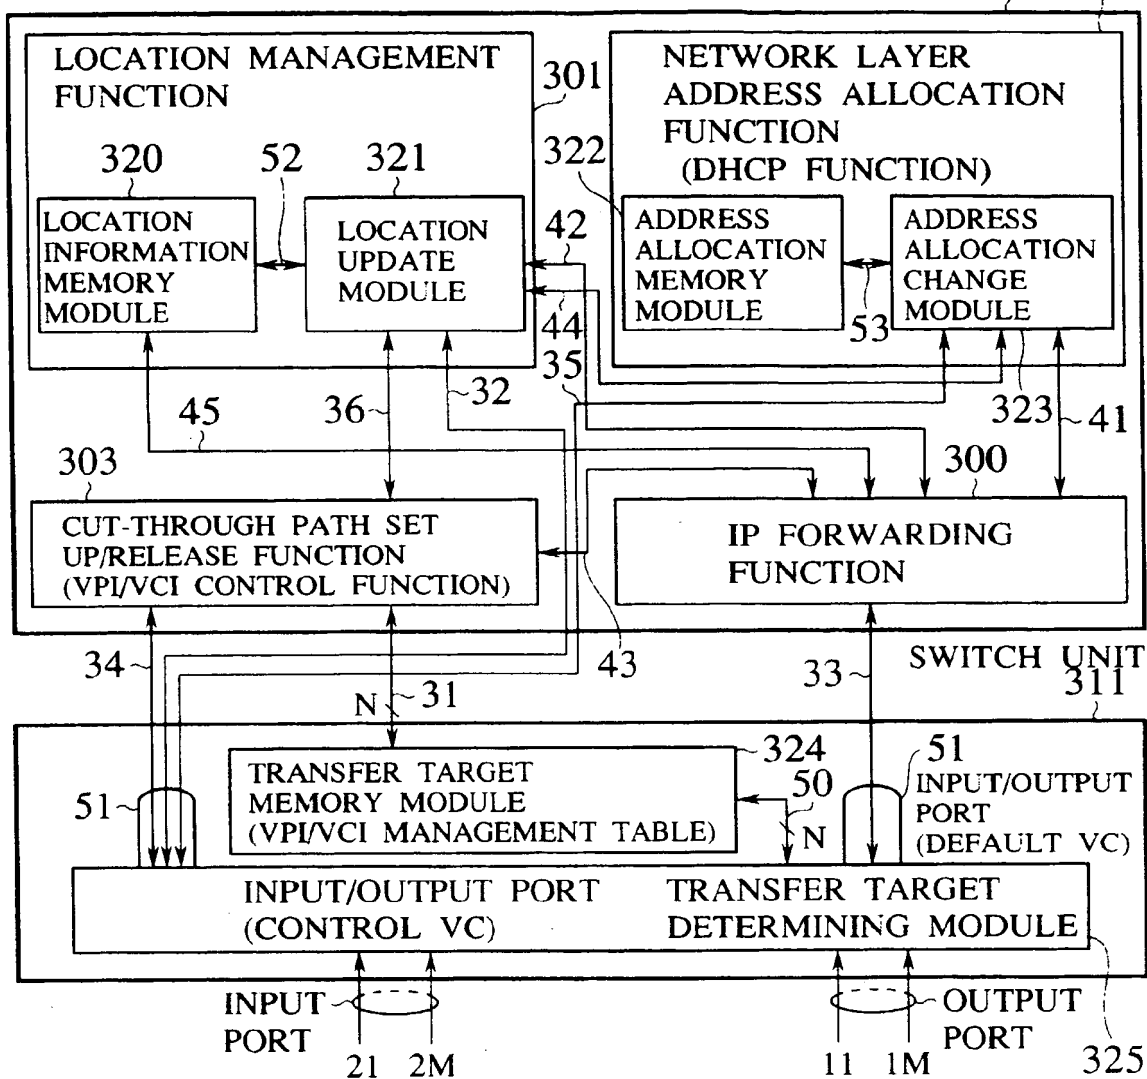 LOCATION MANAGEMENT
FUNCTION
301
320
52
321
LOCATION
INFORMATION
MEMORY
MODULE
LOCATION
UPDATE
MODULE
NETWORK LAYER
ADDRESS ALLOCATION
FUNCTION
(DHCP FUNCTION)
322
ADDRESS
ALLOCATION
MEMORY
MODULE
53
ADDRESS
ALLOCATION
CHANGE
MODULE
42
44
35
32
36
45
323
41
303
300
CUT-THROUGH PATH SET
UP/RELEASE FUNCTION
(VPI/VCI CONTROL FUNCTION)
IP FORWARDING
FUNCTION
34
N
31
43
33
SWITCH UNIT
311
51
TRANSFER TARGET
MEMORY MODULE
(VPI/VCI MANAGEMENT TABLE)
324
50
N
51
INPUT/OUTPUT
PORT
(DEFAULT VC)
INPUT/OUTPUT PORT
(CONTROL VC)
TRANSFER TARGET
DETERMINING MODULE
INPUT
PORT
21
2M
11
1M
OUTPUT
PORT
325